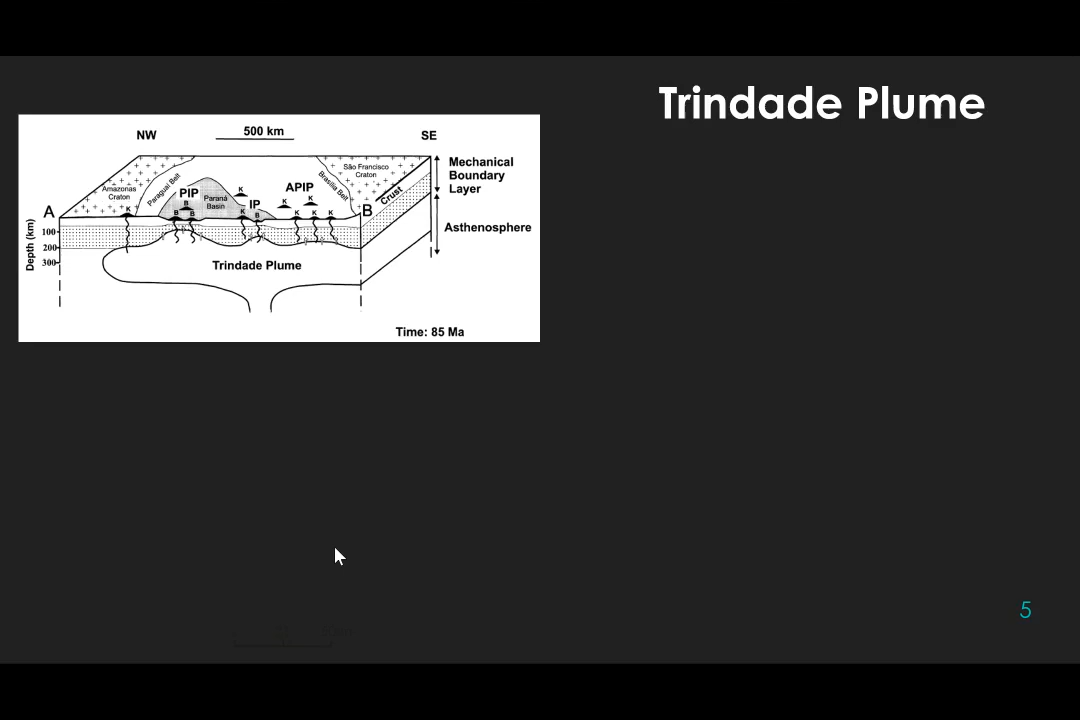 Trindade Plume
NW
500 km
SE
Mechanical
Boundary
Layer
São Francisco
Craton
Amazonas
Craton
Paraguai Belt
Brasília Belt
PIP
Paraná
Basin
APIP
IP
K
K
K
K
K
K
K
K
B
B
B
B
A
B
Crust
Asthenosphere
Depth (km)
100
200
300
Trindade Plume
Time: 85 Ma
5